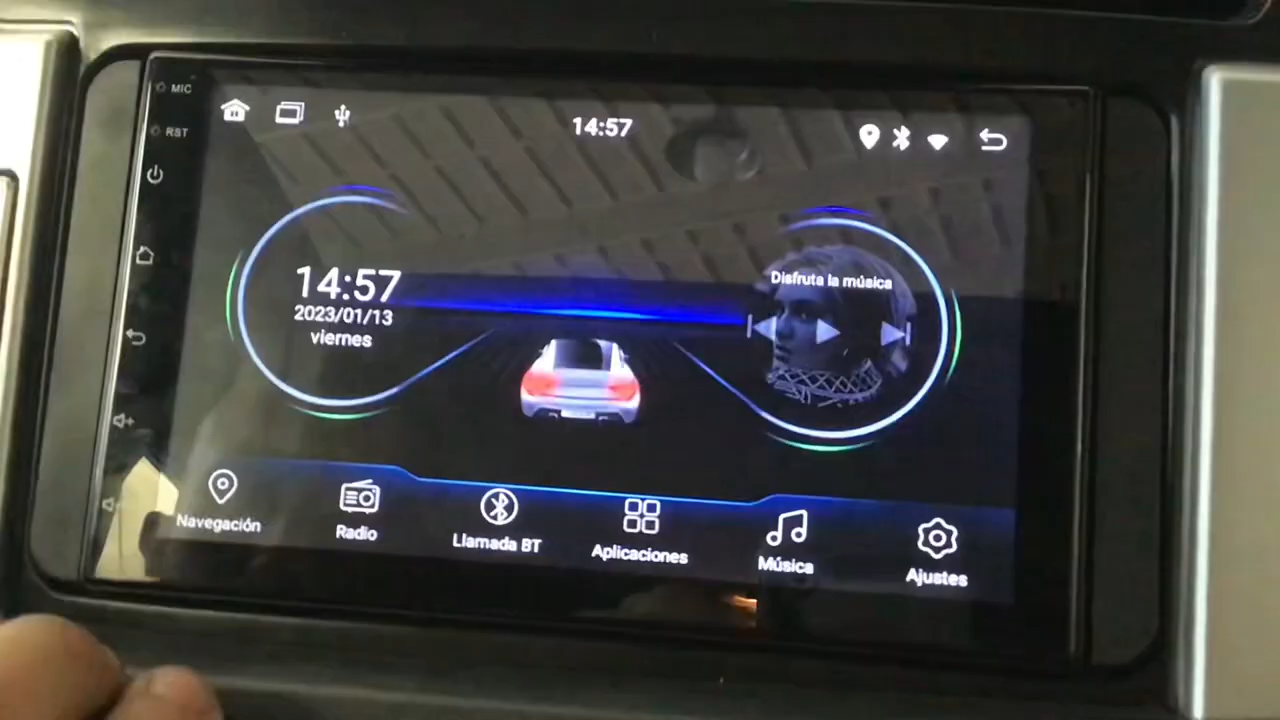 MIC
RST
14:57
14:57
2023/01/13
viernes
Disfruta la música
Navegación
Radio
Llamada BT
Aplicaciones
Música
Ajustes